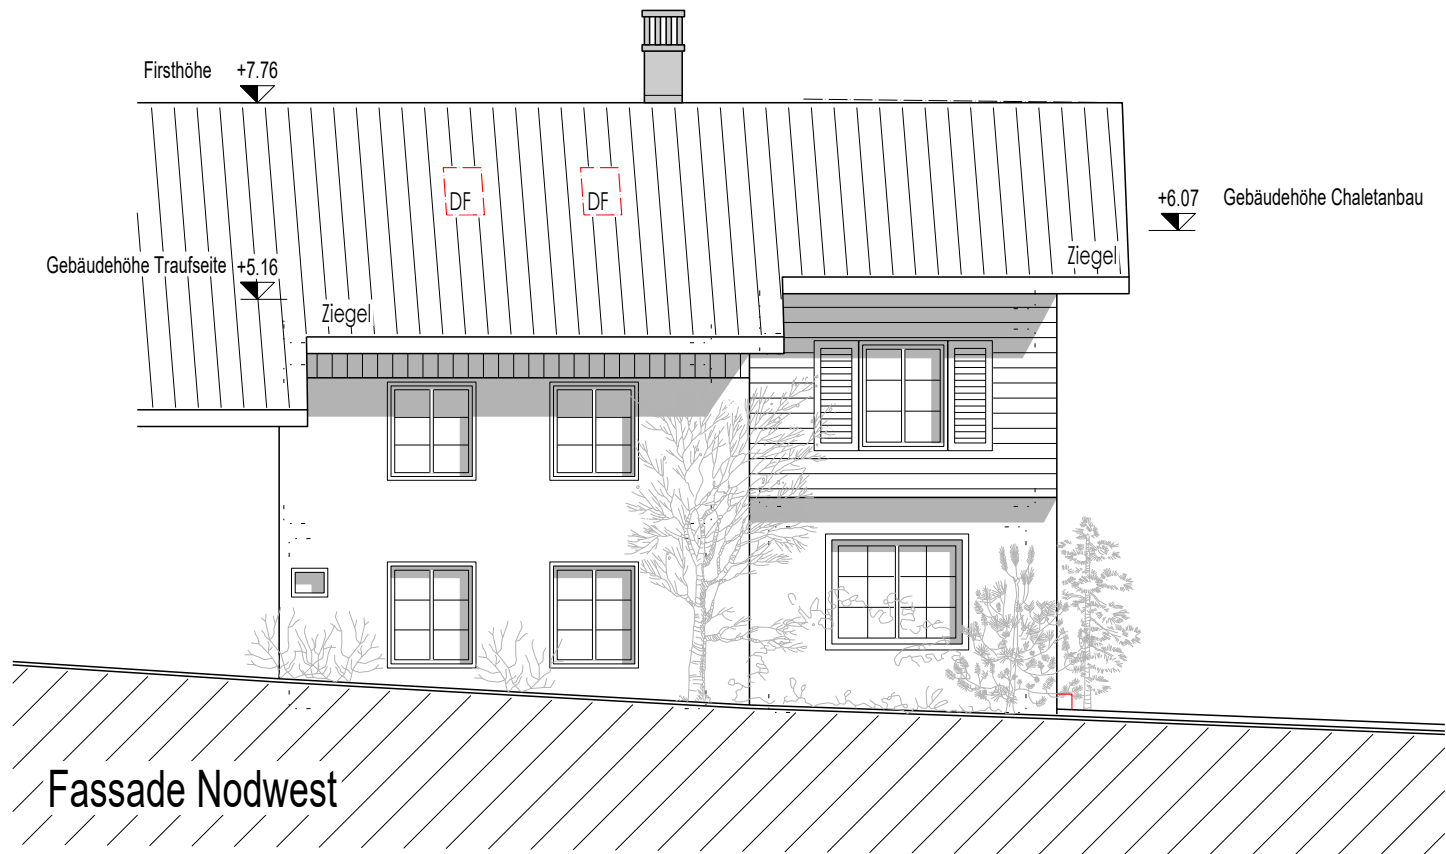 Firsthöhe +7.76
DF DF
+6.07 Gebäudehöhe Chaletanbau
Ziegel
Gebäudehöhe Traufseite +5.16
Ziegel
Fassade Nodwest